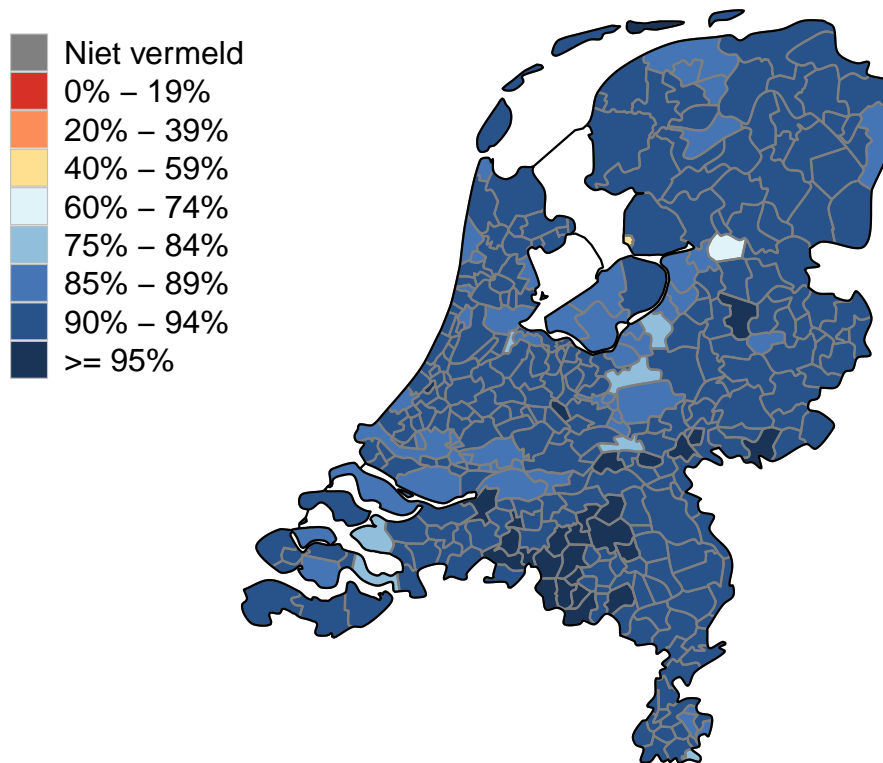 Niet vermeld
0% – 19%
20% – 39%
40% – 59%
60% – 74%
75% – 84%
85% – 89%
90% – 94%
>= 95%